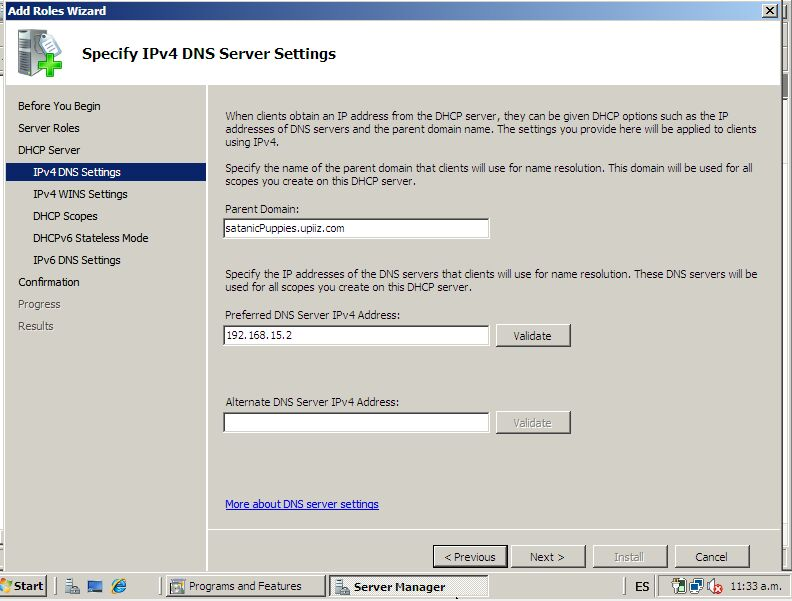 Add Roles Wizard
Specify IPv4 DNS Server Settings
Before You Begin
Server Roles
DHCP Server
IPv4 DNS Settings
IPv4 WINS Settings
DHCP Scopes
DHCPv6 Stateless Mode
IPv6 DNS Settings
Confirmation
Progress
Results
When clients obtain an IP address from the DHCP server, they can be given DHCP options such as the IP
addresses of DNS servers and the parent domain name. The settings you provide here will be applied to clients
using IPv4.
Specify the name of the parent domain that clients will use for name resolution. This domain will be used for all
scopes you create on this DHCP server.
Parent Domain:
satanicPuppies.upiiz.com
Specify the IP addresses of the DNS servers that clients will use for name resolution. These DNS servers will be
used for all scopes you create on this DHCP server.
Preferred DNS Server IPv4 Address:
192.168.15.2 Validate
Alternate DNS Server IPv4 Address:
Validate
More about DNS server settings
< Previous Next > Install Cancel
Start Programs and Features Server Manager ES 11:33 a.m.